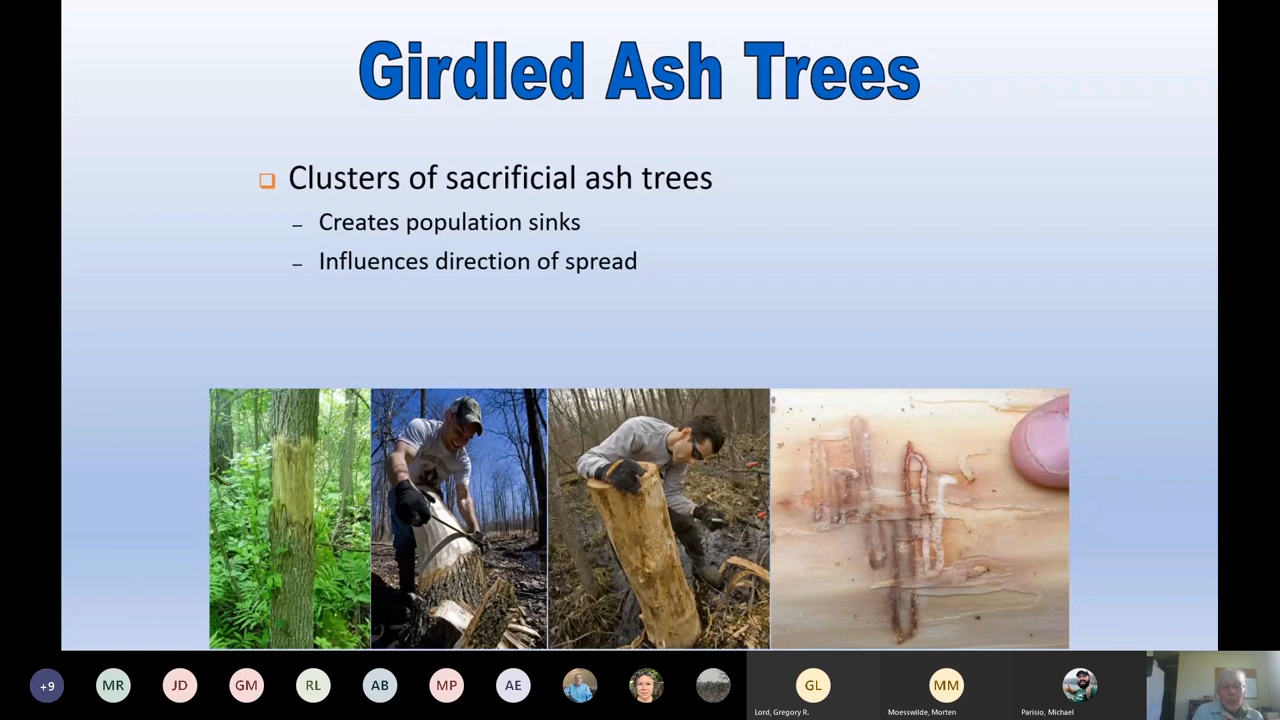 Girdled Ash Trees
Clusters of sacrificial ash trees
– Creates population sinks
– Influences direction of spread
+9
MR
JD
GM
RL
AB
MP
AE
GL
Lord, Gregory R.
MM
Moesswilde, Morten
Parisio, Michael